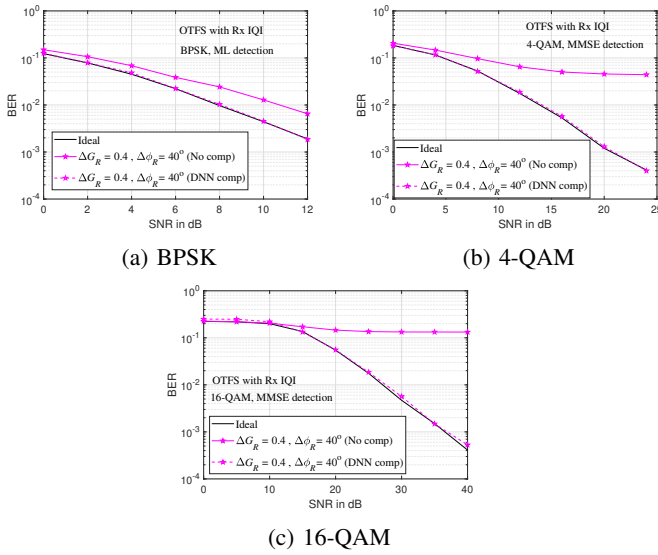 10^0
10^-1
10^-2
10^-3
10^-4
BER
OTFS with Rx IQI
BPSK, ML detection
Ideal
ΔG_R = 0.4 , Δϕ_R= 40° (No comp)
ΔG_R = 0.4 , Δϕ_R= 40° (DNN comp)
0 2 4 6 8 10 12
SNR in dB
(a) BPSK
10^0
10^-1
10^-2
10^-3
10^-4
BER
OTFS with Rx IQI
4-QAM, MMSE detection
Ideal
ΔG_R = 0.4 , Δϕ_R= 40° (No comp)
ΔG_R = 0.4 , Δϕ_R= 40° (DNN comp)
0 5 10 15 20 25
SNR in dB
(b) 4-QAM
10^0
10^-1
10^-2
10^-3
10^-4
BER
OTFS with Rx IQI
16-QAM, MMSE detection
Ideal
ΔG_R = 0.4 , Δϕ_R= 40° (No comp)
ΔG_R = 0.4 , Δϕ_R= 40° (DNN comp)
0 10 20 30 40
SNR in dB
(c) 16-QAM